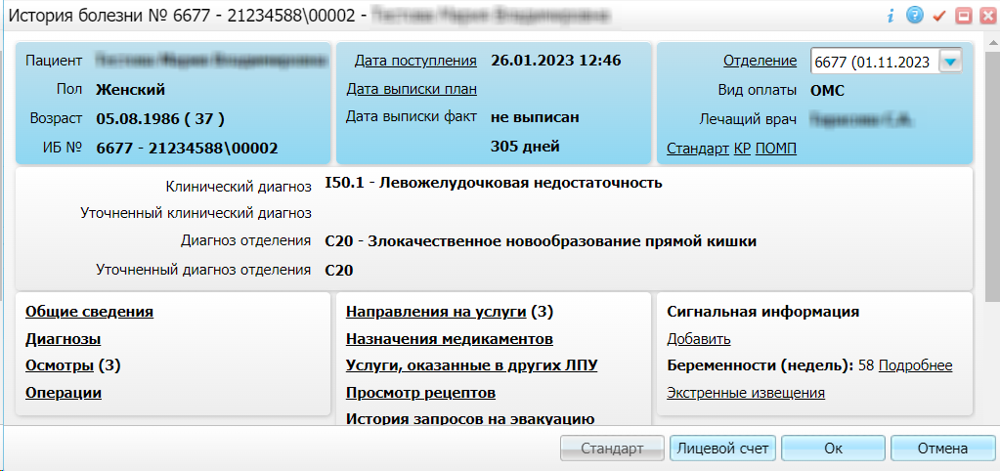 История болезни № 6677 - 21234588\00002 -
Пациент
Пол Женский
Возраст 05.08.1986 ( 37 )
ИБ № 6677 - 21234588\00002
Дата поступления 26.01.2023 12:46
Дата выписки план
Дата выписки факт не выписан
305 дней
Отделение 6677 (01.11.2023
Вид оплаты ОМС
Лечащий врач
Стандарт КР ПОМП
Клинический диагноз I50.1 - Левожелудочковая недостаточность
Уточненный клинический диагноз
Диагноз отделения C20 - Злокачественное новообразование прямой кишки
Уточненный диагноз отделения C20
Общие сведения
Диагнозы
Осмотры (3)
Операции
Направления на услуги (3)
Назначения медикаментов
Услуги, оказанные в других ЛПУ
Просмотр рецептов
История запросов на эвакуацию
Сигнальная информация
Добавить
Беременности (недель): 58 Подробнее
Экстренные извещения
Стандарт Лицевой счет Ок Отмена